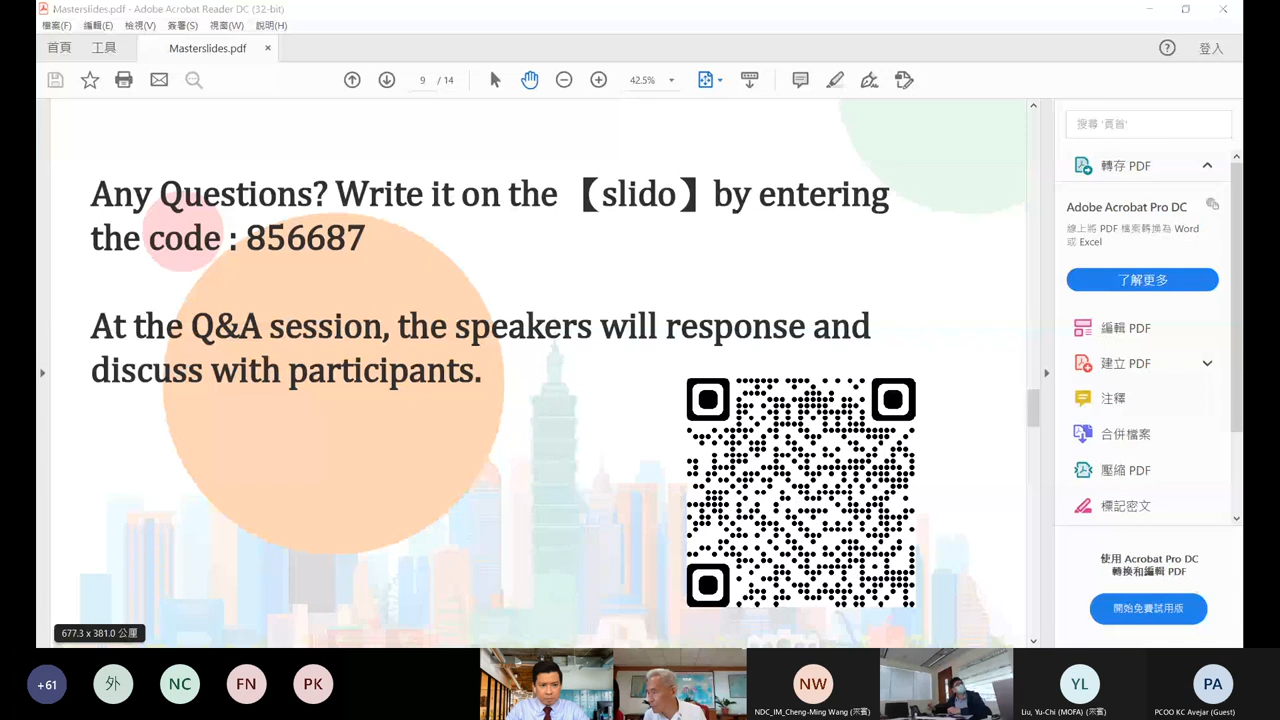 Masterslides.pdf - Adobe Acrobat Reader DC (32-bit)
檔案(F) 編輯(E) 檢視(V) 簽署(S) 視窗(W) 說明(H)
首頁 工具 Masterslides.pdf × 登入
9 / 14 42.5%
Any Questions? Write it on the 【slido】by entering
the code : 856687
At the Q&A session, the speakers will response and
discuss with participants.
677.3 x 381.0 公厘
搜尋 '頁首'
轉存 PDF
Adobe Acrobat Pro DC
線上將 PDF 檔案轉換為 Word
或 Excel
了解更多
編輯 PDF
建立 PDF
注釋
合併檔案
壓縮 PDF
標記密文
使用 Acrobat Pro DC
轉換和編輯 PDF
開始免費試用版
+61 外 NC FN PK NW YL PA
NDC_IM_Cheng-Ming Wang (來賓) Liu, Yu-Chi (MOFA) (來賓) PCOO KC Avejar (Guest)